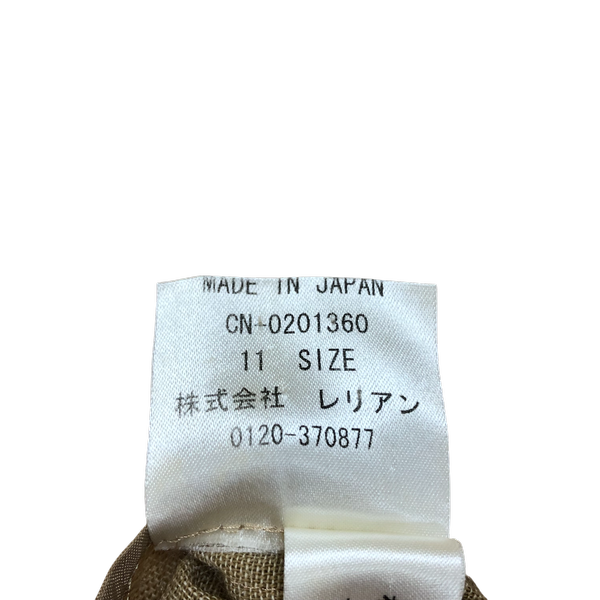 MADE IN JAPAN
CN-0201360
11 SIZE
株式会社 レリアン
0120-370877